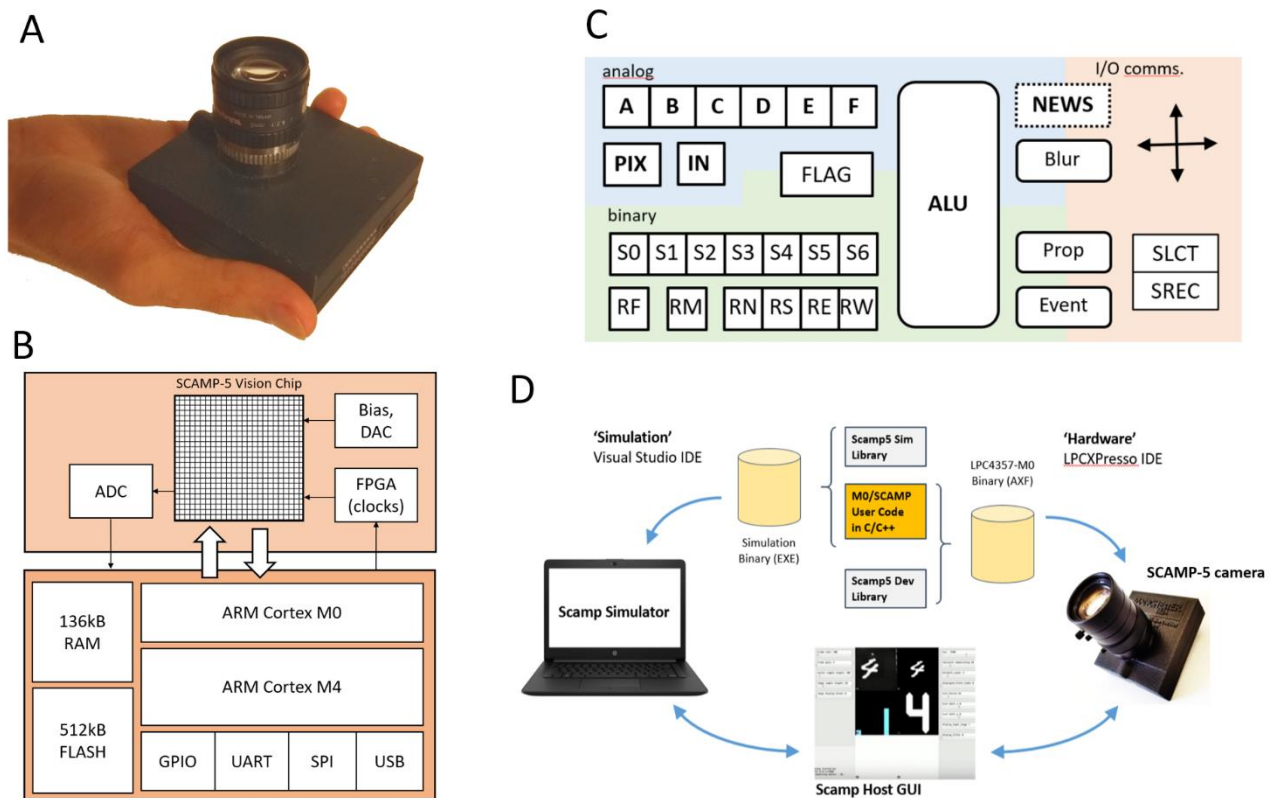 A
B
SCAMP-5 Vision Chip
Bias,
DAC
ADC
FPGA
(clocks)
136kB
RAM
ARM Cortex M0
ARM Cortex M4
512kB
FLASH
GPIO UART SPI USB
C
analog
I/O comms.
A B C D E F
NEWS
PIX IN
FLAG
Blur
ALU
binary
S0 S1 S2 S3 S4 S5 S6
Prop
SLCT
RF RM RN RS RE RW
Event
SREC
D
'Simulation'
Visual Studio IDE
Simulation
Binary (EXE)
Scamp5 Sim
Library
M0/SCAMP
User Code
in C/C++
Scamp5 Dev
Library
'Hardware'
LPCXPresso IDE
LPC4357-M0
Binary (AXF)
Scamp Simulator
SCAMP-5 camera
4 4
4
Scamp Host GUI